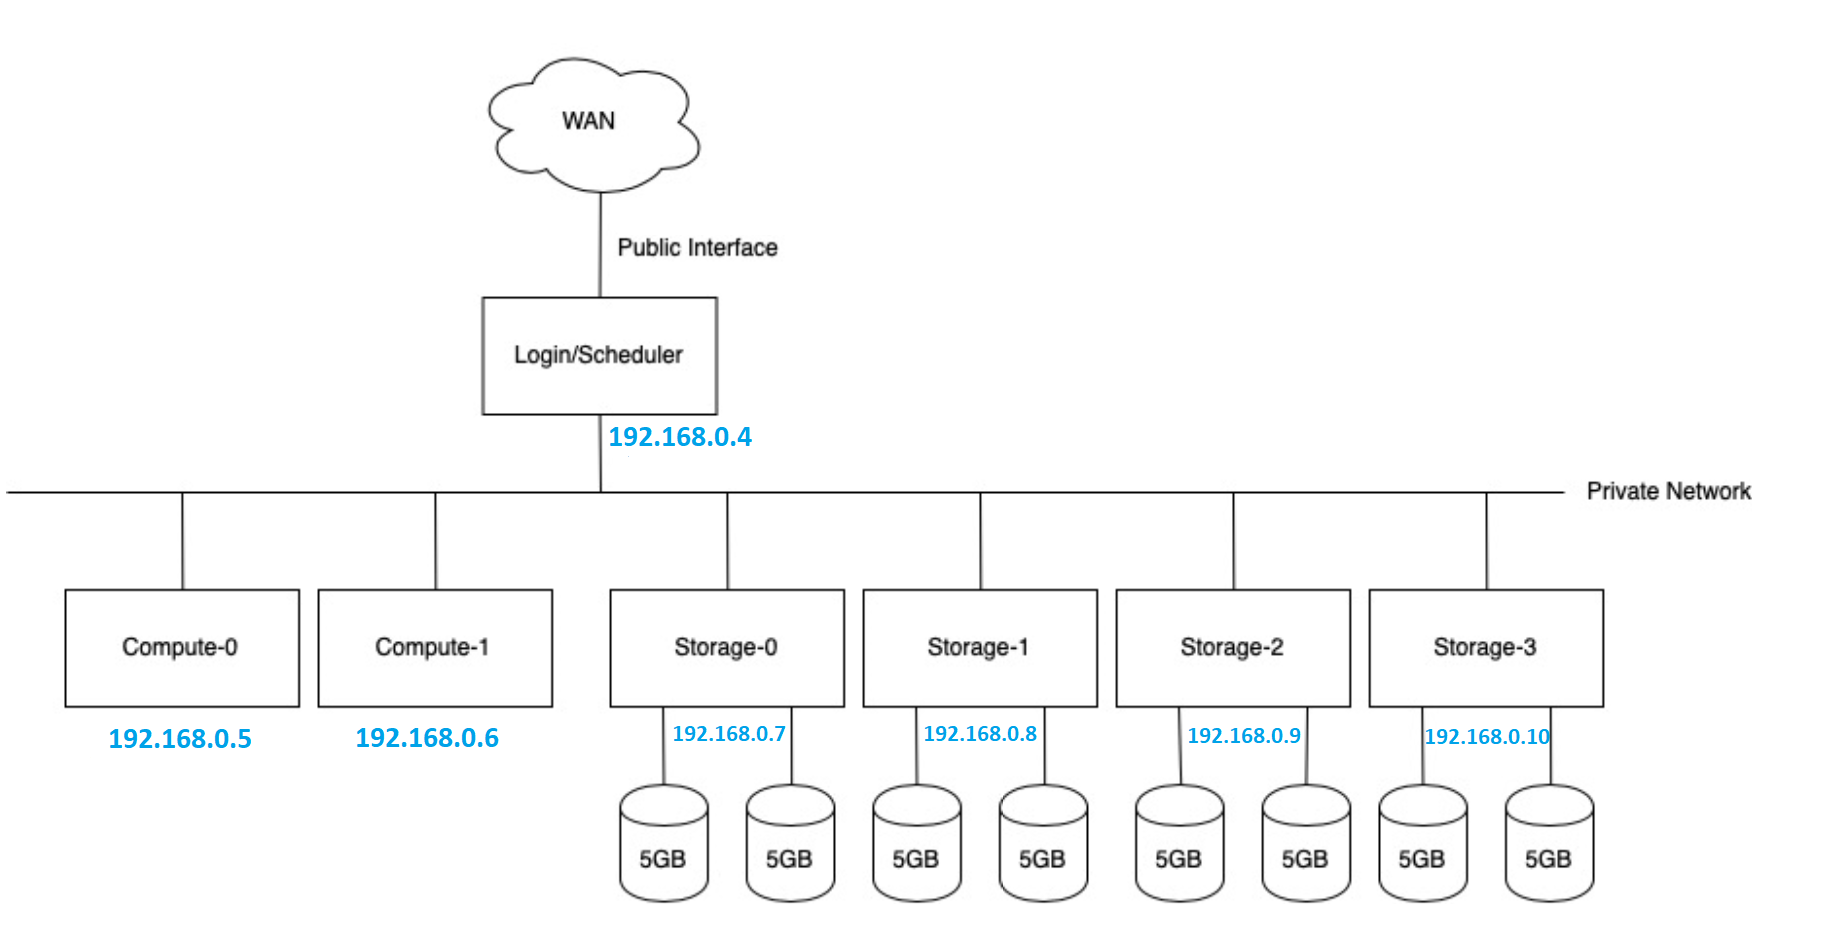 WAN
Public Interface
Login/Scheduler
192.168.0.4
Private Network
Compute-0
Compute-1
Storage-0
Storage-1
Storage-2
Storage-3
192.168.0.5
192.168.0.6
192.168.0.7
192.168.0.8
192.168.0.9
192.168.0.10
5GB
5GB
5GB
5GB
5GB
5GB
5GB
5GB